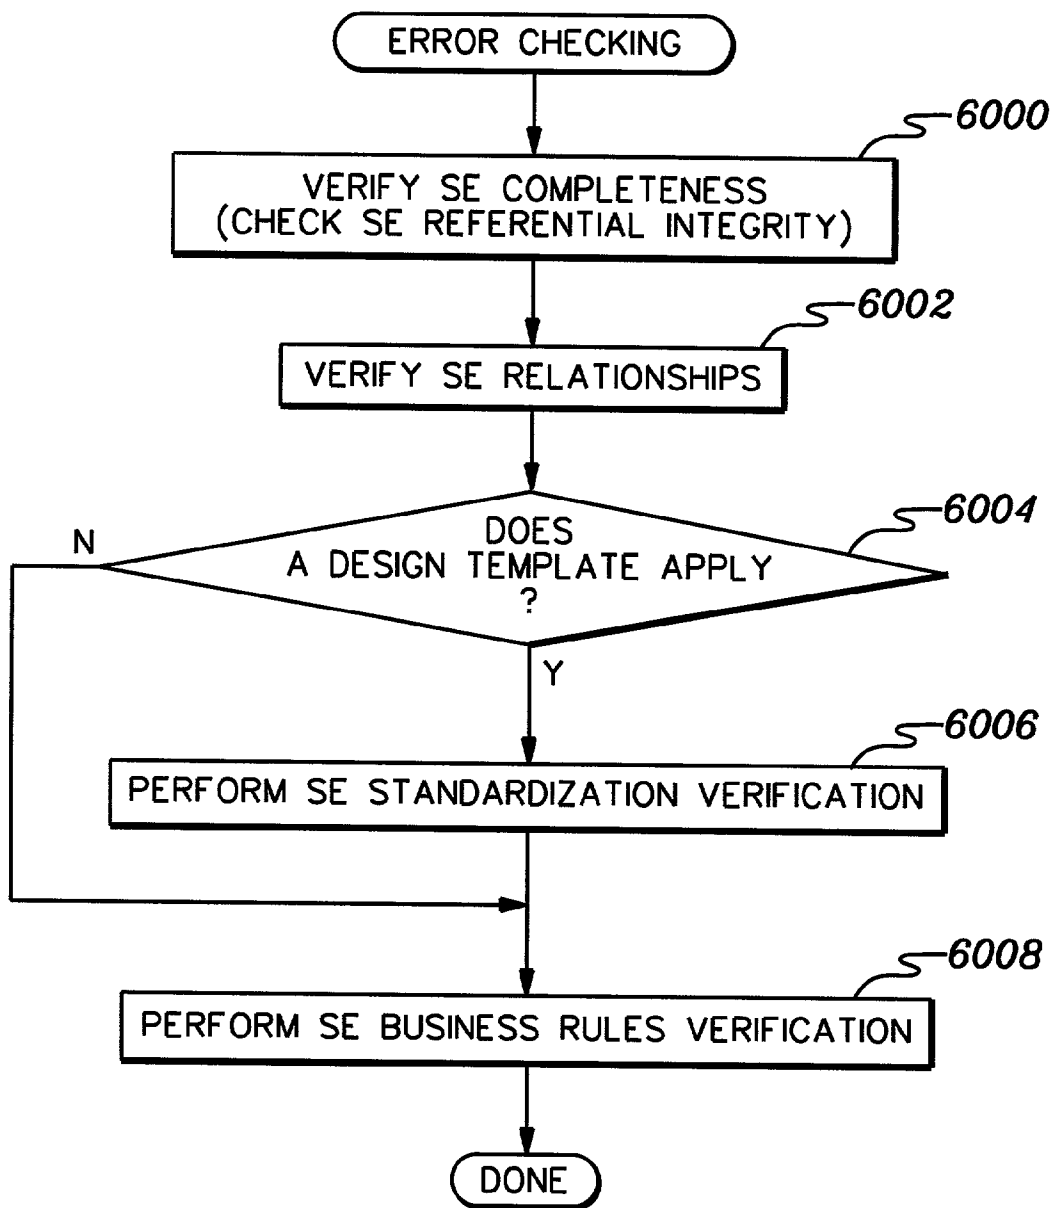 ERROR CHECKING
6000
VERIFY SE COMPLETENESS
(CHECK SE REFERENTIAL INTEGRITY)
6002
VERIFY SE RELATIONSHIPS
6004
N
DOES
A DESIGN TEMPLATE APPLY
?
Y
6006
PERFORM SE STANDARDIZATION VERIFICATION
6008
PERFORM SE BUSINESS RULES VERIFICATION
DONE